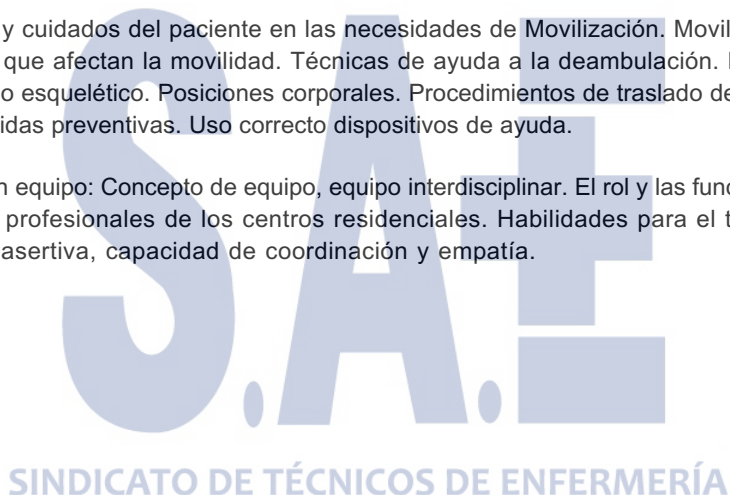 y cuidados del paciente en las necesidades de Movilización. Movil
que afectan la movilidad. Técnicas de ayuda a la deambulación.
o esquelético. Posiciones corporales. Procedimientos de traslado de
idas preventivas. Uso correcto dispositivos de ayuda.
n equipo: Concepto de equipo, equipo interdisciplinar. El rol y las func
profesionales de los centros residenciales. Habilidades para el t
asertiva, capacidad de coordinación y empatía.
S.A.E
SINDICATO DE TÉCNICOS DE ENFERMERÍA